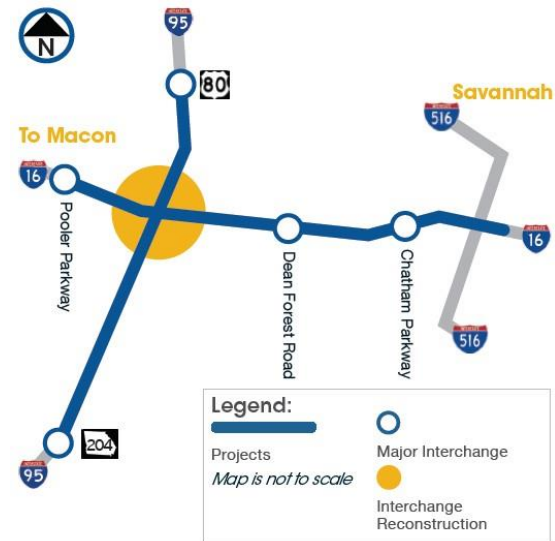 N
95
80
Savannah
516
To Macon
16
Pooler Parkway
Dean Forest Road
Chatham Parkway
16
516
204
95
Legend:
Projects
Map is not to scale
Major Interchange
Interchange
Reconstruction